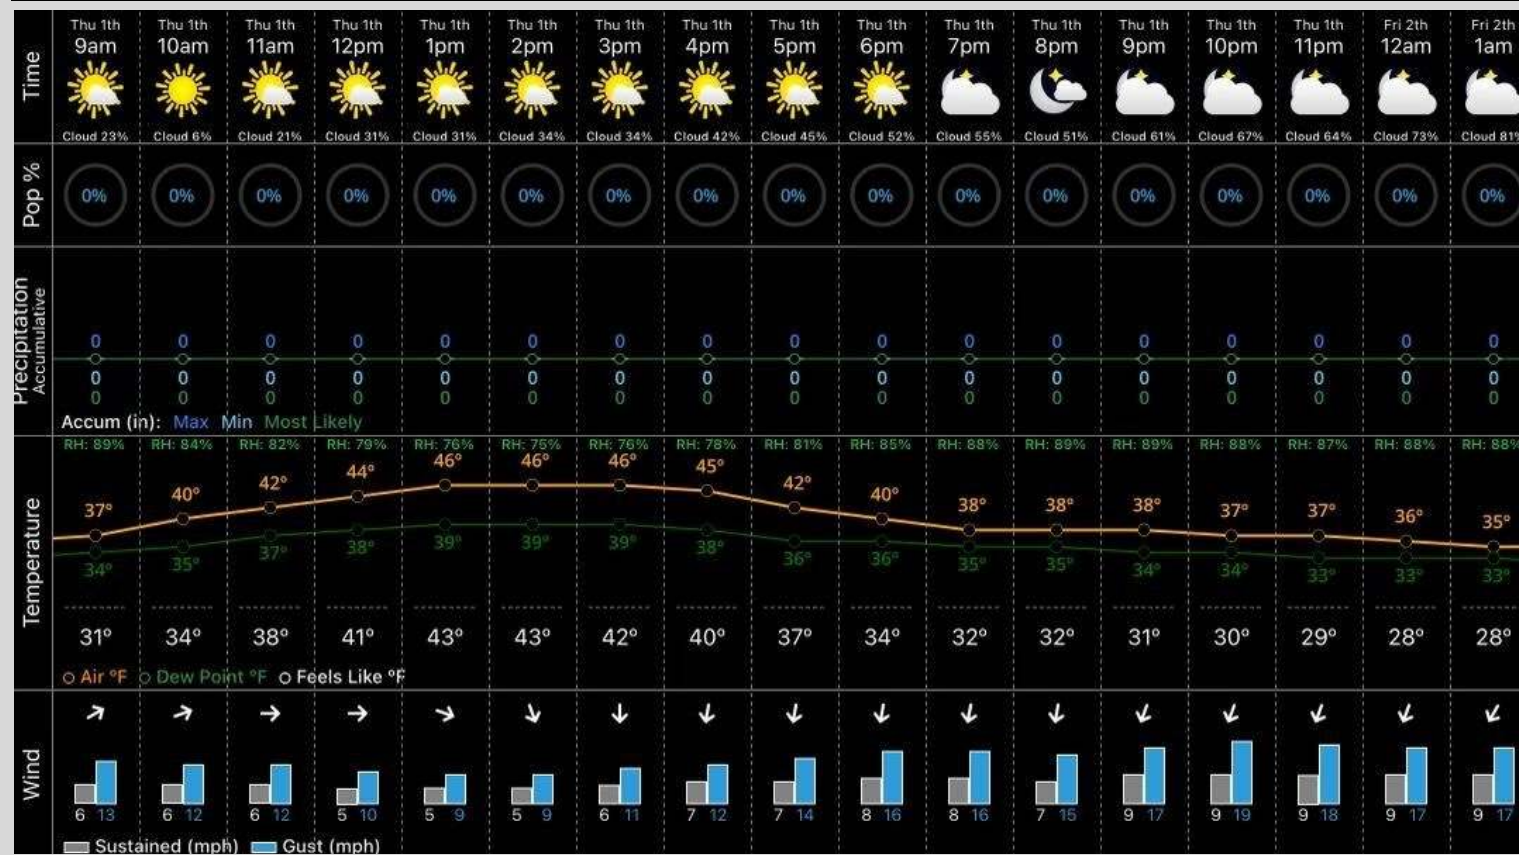 Thu 1th Thu 1th Thu 1th Thu 1th Thu 1th Thu 1th Thu 1th Thu 1th Thu 1th Thu 1th Thu 1th Thu 1th Thu 1th Thu 1th Thu 1th Fri 2th Fri 2th
9am 10am 11am 12pm 1pm 2pm 3pm 4pm 5pm 6pm 7pm 8pm 9pm 10pm 11pm 12am 1am
Time
Cloud 23% Cloud 6% Cloud 21% Cloud 31% Cloud 31% Cloud 34% Cloud 34% Cloud 42% Cloud 45% Cloud 52% Cloud 55% Cloud 51% Cloud 61% Cloud 67% Cloud 64% Cloud 73% Cloud 81%
Pop %
0% 0% 0% 0% 0% 0% 0% 0% 0% 0% 0% 0% 0% 0% 0% 0% 0%
Precipitation
Accumulative
0 0 0 0 0 0 0 0 0 0 0 0 0 0 0 0 0
0 0 0 0 0 0 0 0 0 0 0 0 0 0 0 0 0
0 0 0 0 0 0 0 0 0 0 0 0 0 0 0 0 0
Accum (in): Max Min Most Likely
RH: 89% RH: 84% RH: 82% RH: 79% RH: 76% RH: 75% RH: 76% RH: 78% RH: 81% RH: 85% RH: 88% RH: 89% RH: 89% RH: 88% RH: 87% RH: 88% RH: 88%
Temperature
37° 40° 42° 44° 46° 46° 46° 45° 42° 40° 38° 38° 38° 37° 37° 36° 35°
34° 35° 37° 38° 39° 39° 39° 38° 36° 36° 35° 35° 34° 34° 33° 33° 33°
31° 34° 38° 41° 43° 43° 42° 40° 37° 34° 32° 32° 31° 30° 29° 28° 28°
Air °F Dew Point °F Feels Like °F
Wind
6 13 6 12 6 12 5 10 5 9 5 9 6 11 7 12 7 14 8 16 8 16 7 15 9 17 9 19 9 18 9 17 9 17
Sustained (mph) Gust (mph)